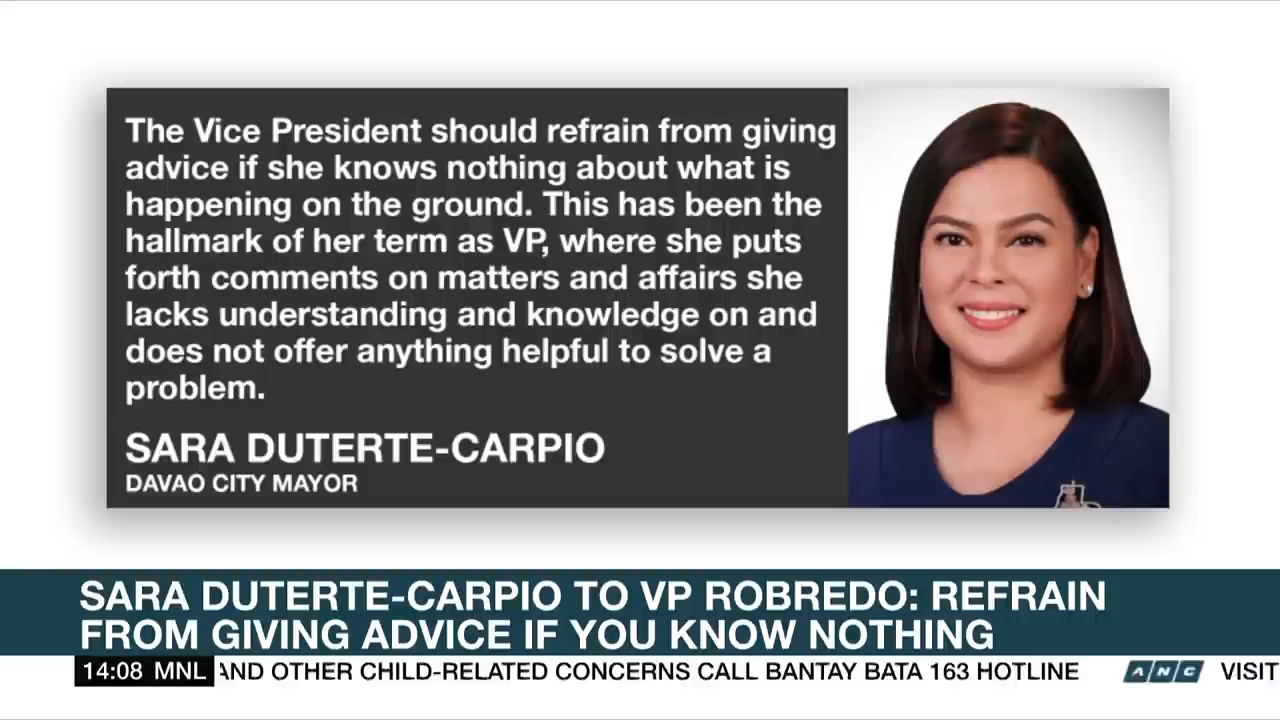 The Vice President should refrain from giving
advice if she knows nothing about what is
happening on the ground. This has been the
hallmark of her term as VP, where she puts
forth comments on matters and affairs she
lacks understanding and knowledge on and
does not offer anything helpful to solve a
problem.
SARA DUTERTE-CARPIO
DAVAO CITY MAYOR
SARA DUTERTE-CARPIO TO VP ROBREDO: REFRAIN
FROM GIVING ADVICE IF YOU KNOW NOTHING
14:08 MNL AND OTHER CHILD-RELATED CONCERNS CALL BANTAY BATA 163 HOTLINE ANC VISIT